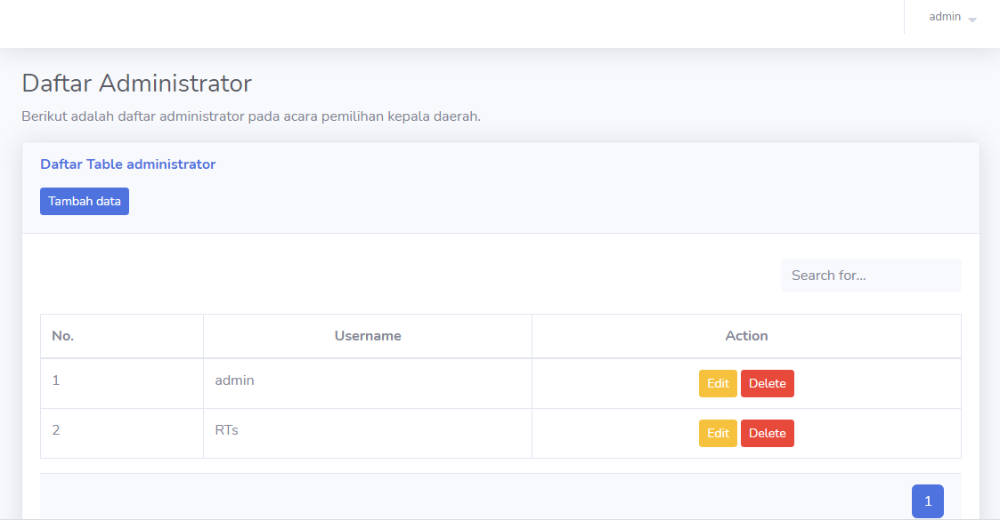 admin
Daftar Administrator
Berikut adalah daftar administrator pada acara pemilihan kepala daerah.
Daftar Table administrator
Tambah data
Search for...
No. Username Action
1 admin Edit Delete
2 RTs Edit Delete
1